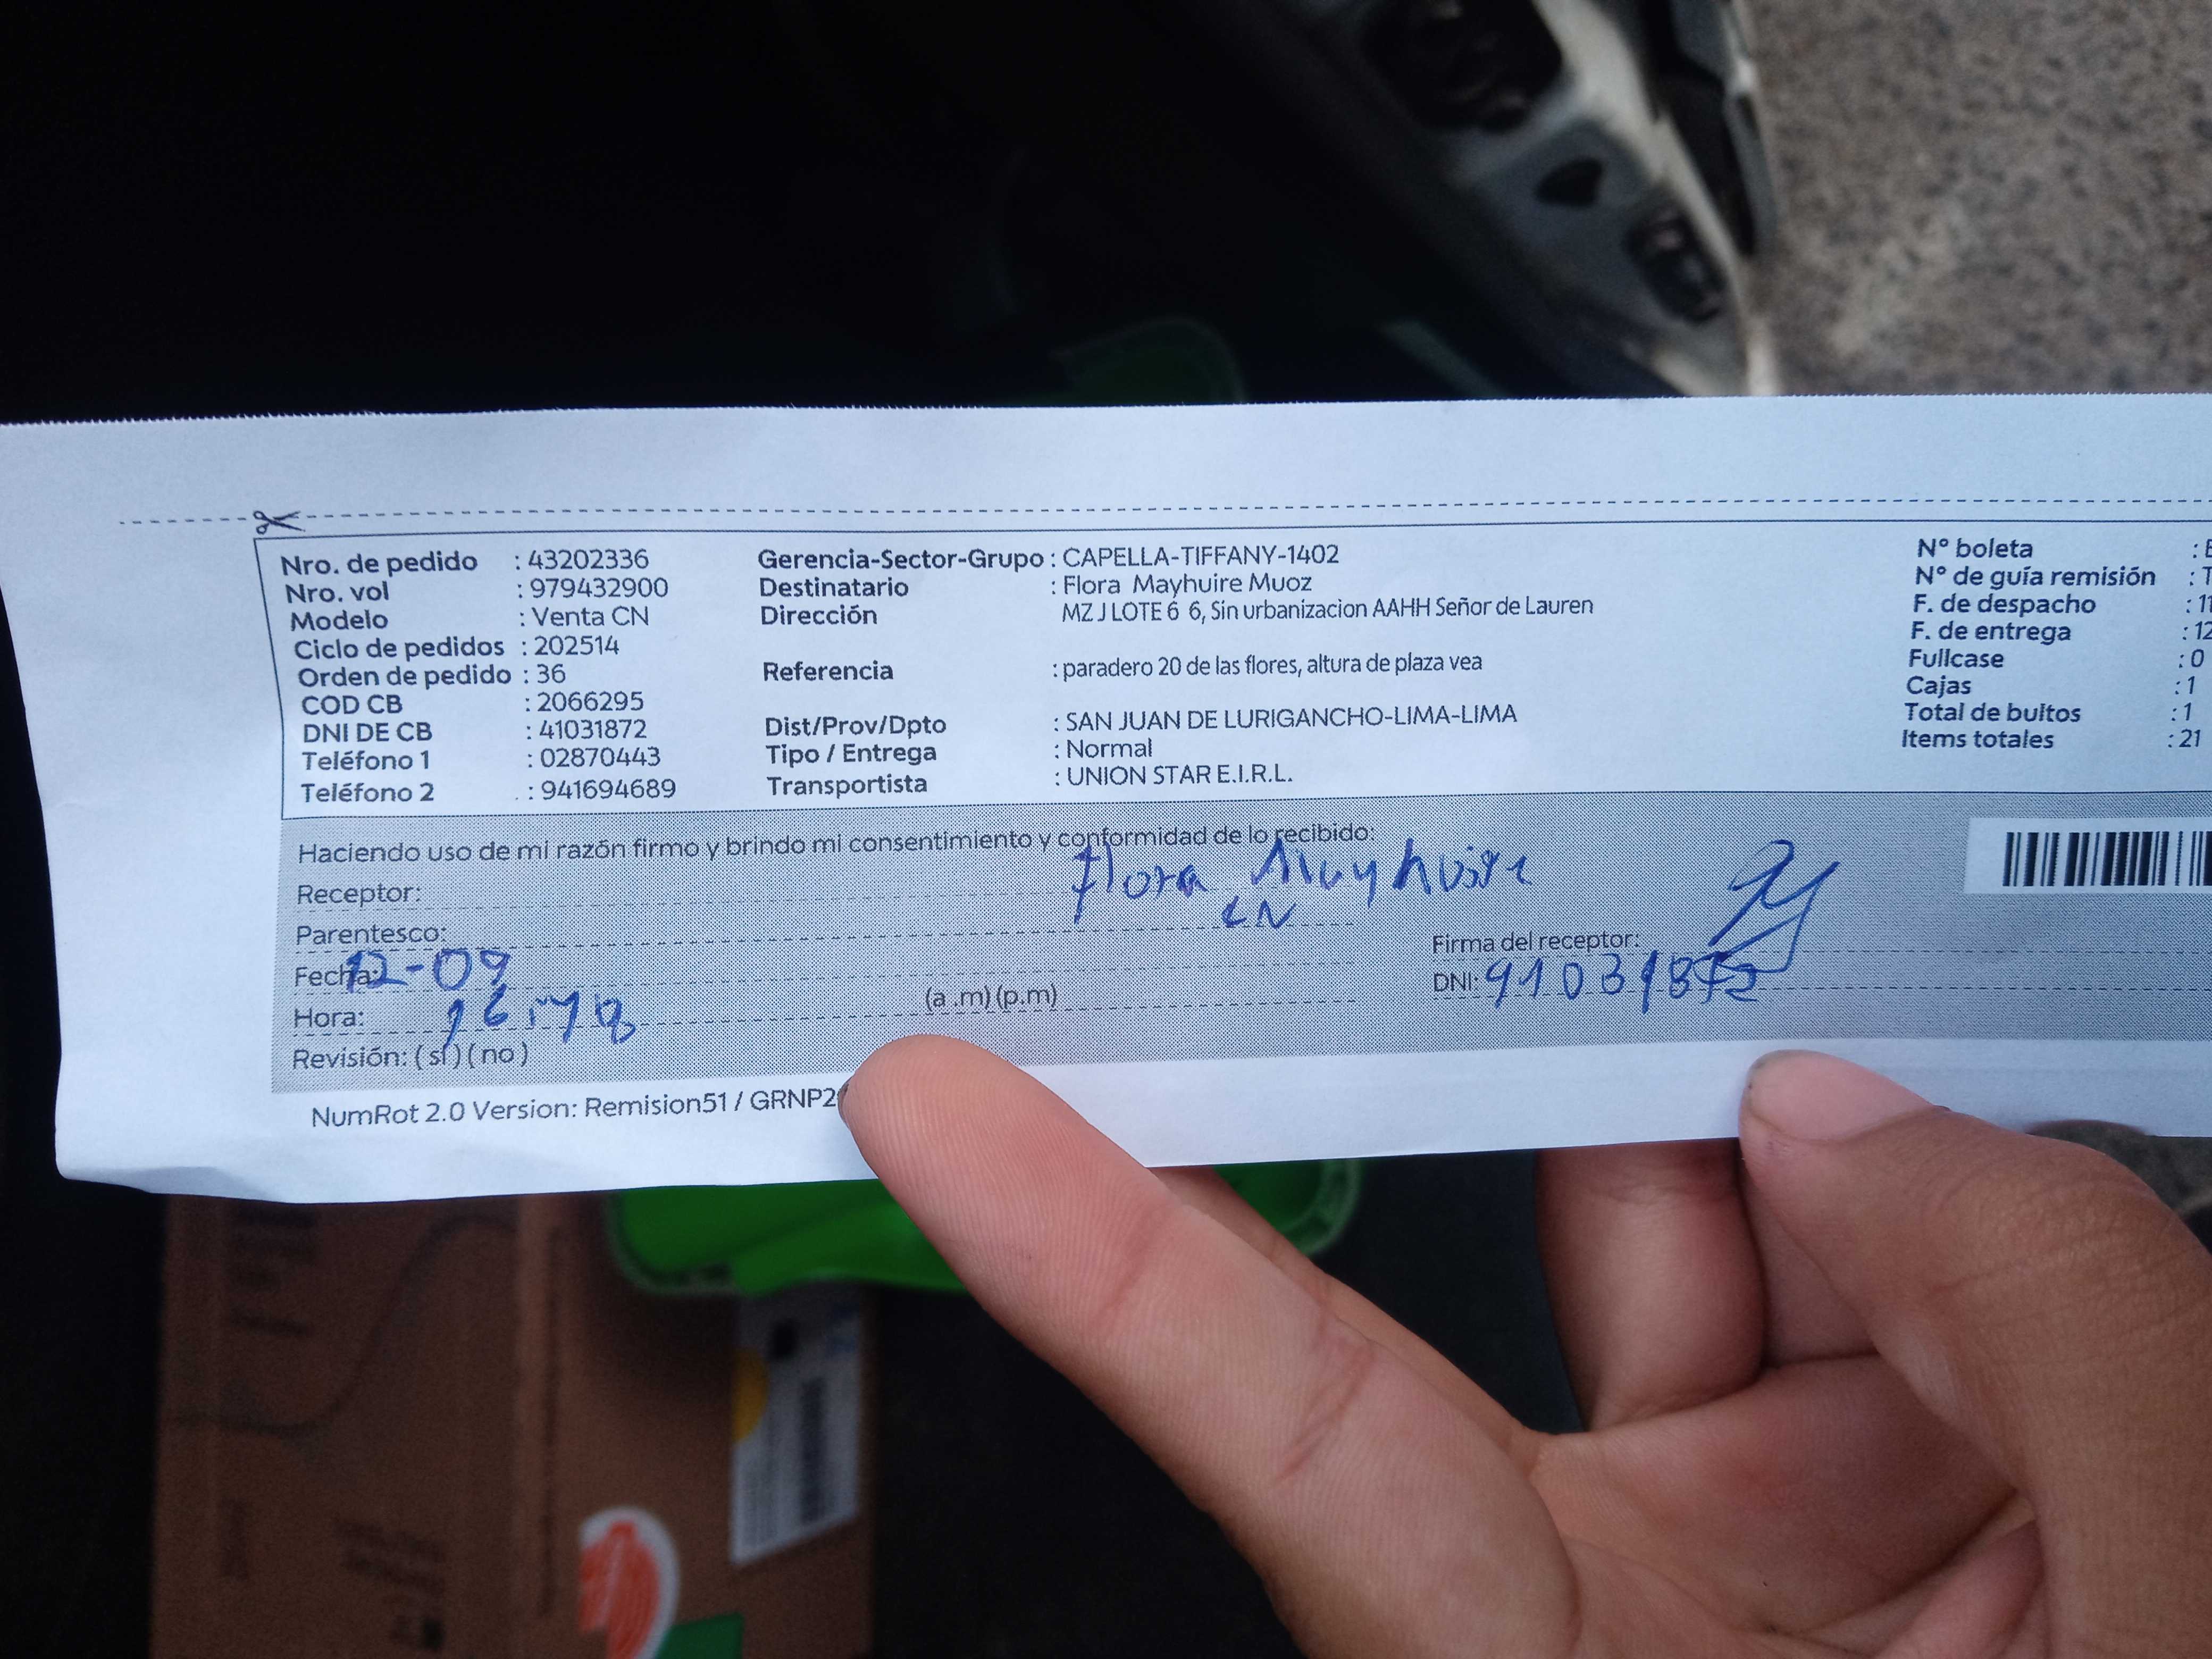 Nro. de pedido : 43202336
Nro. vol : 979432900
Modelo : Venta CN
Ciclo de pedidos : 202514
Orden de pedido : 36
COD CB : 2066295
DNI DE CB : 41031872
Teléfono 1 : 02870443
Teléfono 2 : 941694689
Gerencia-Sector-Grupo : CAPELLA-TIFFANY-1402
Destinatario : Flora Mayhuire Muoz
Dirección MZ J LOTE 6 6, Sin urbanizacion AAHH Señor de Lauren
Referencia : paradero 20 de las flores, altura de plaza vea
Dist/Prov/Dpto : SAN JUAN DE LURIGANCHO-LIMA-LIMA
Tipo / Entrega : Normal
Transportista : UNION STAR E.I.R.L.
N° boleta :
N° de guía remisión : T
F. de despacho : 11
F. de entrega : 12
Fullcase : 0
Cajas : 1
Total de bultos : 1
Items totales : 21
Haciendo uso de mi razón firmo y brindo mi consentimiento y conformidad de lo recibido:
Receptor: Flora Mayhuire
Parentesco: CN
Fecha: 12-09
Hora: (a .m) (p.m)
Revisión: ( sí ) ( no )
Firma del receptor:
DNI: 41031872
NumRot 2.0 Version: Remision51 / GRNP2